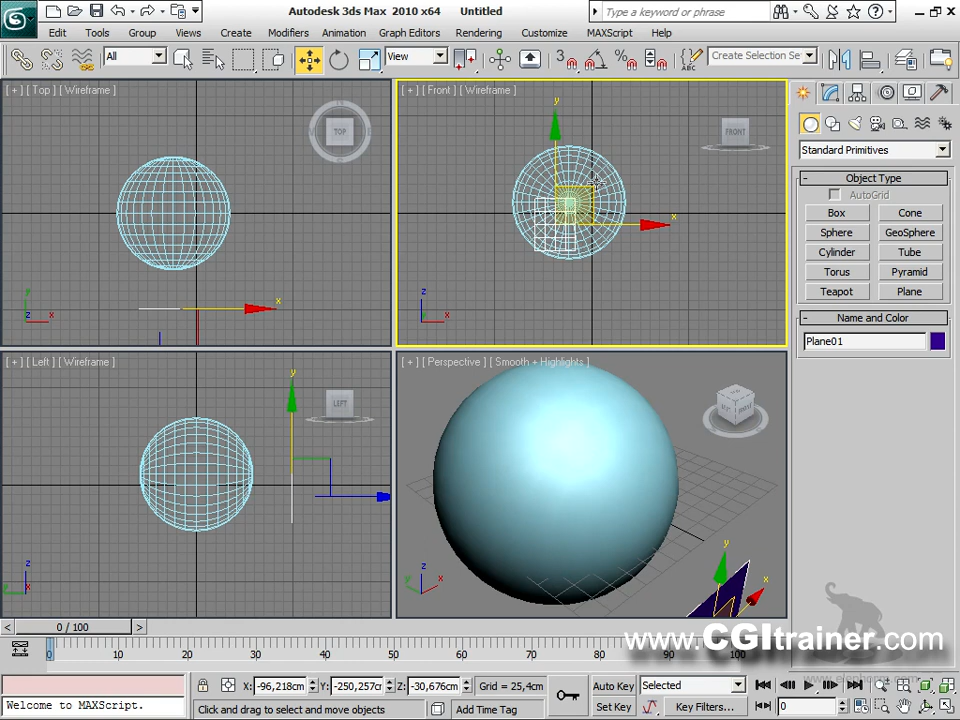 Autodesk 3ds Max 2010 x64 Untitled
Type a keyword or phrase
Edit Tools Group Views Create Modifiers Animation Graph Editors Rendering Customize MAXScript Help
All View 3 Create Selection Se
[ + ] [ Top ] [ Wireframe ]
TOP
y
z x
x
[ + ] [ Front ] [ Wireframe ]
FRONT
y
x
z
x
Standard Primitives
- Object Type
AutoGrid
Box Cone
Sphere GeoSphere
Cylinder Tube
Torus Pyramid
Teapot Plane
- Name and Color
Plane01
[ + ] [ Left ] [ Wireframe ]
LEFT
y
z
[ + ] [ Perspective ] [ Smooth + Highlights ]
z
y x
y
x
< 0 / 100 >
0 10 20 30 40 50 60 70 80 90 100
www.CGItrainer.com
X: -96,218cm Y: -250,257cm Z: -30,676cm Grid = 25,4cm Auto Key Selected
Welcome to MAXScript. Click and drag to select and move objects Add Time Tag Set Key Key Filters... 0